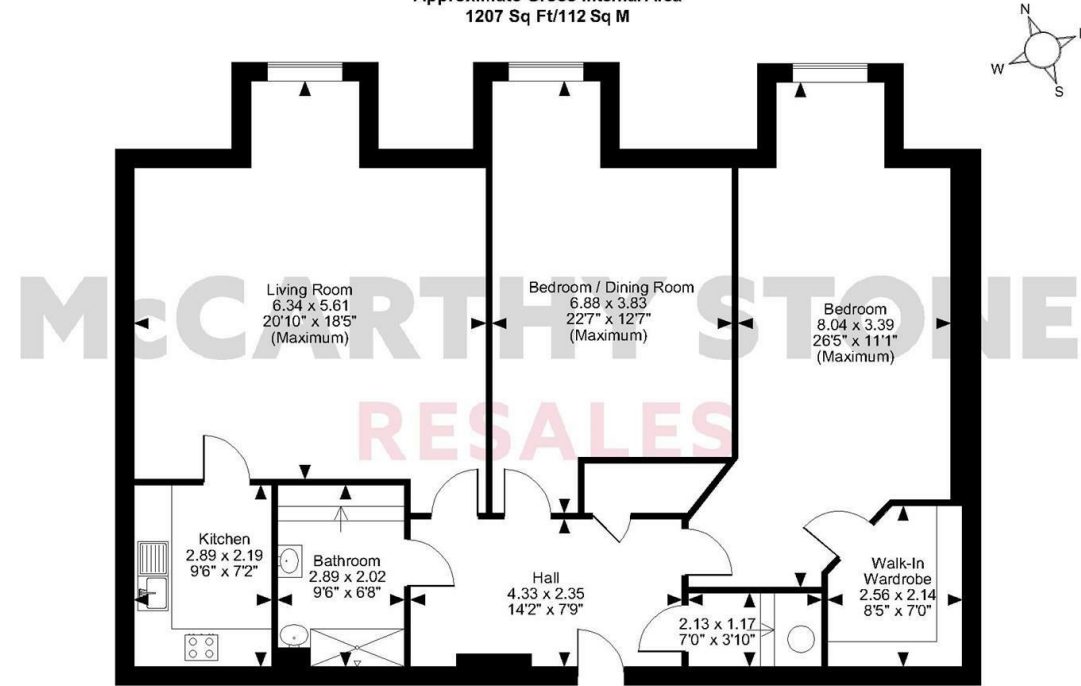 1207 Sq Ft/112 Sq M
N
W
S
McCARTHY STONE
RESALES
Living Room
6.34 x 5.61
20'10" x 18'5"
(Maximum)
Bedroom / Dining Room
6.88 x 3.83
22'7" x 12'7"
(Maximum)
Bedroom
8.04 x 3.39
26'5" x 11'1"
(Maximum)
Kitchen
2.89 x 2.19
9'6" x 7'2"
Bathroom
2.89 x 2.02
9'6" x 6'8"
Hall
4.33 x 2.35
14'2" x 7'9"
2.13 x 1.17
7'0" x 3'10"
Walk-In
Wardrobe
2.56 x 2.14
8'5" x 7'0"